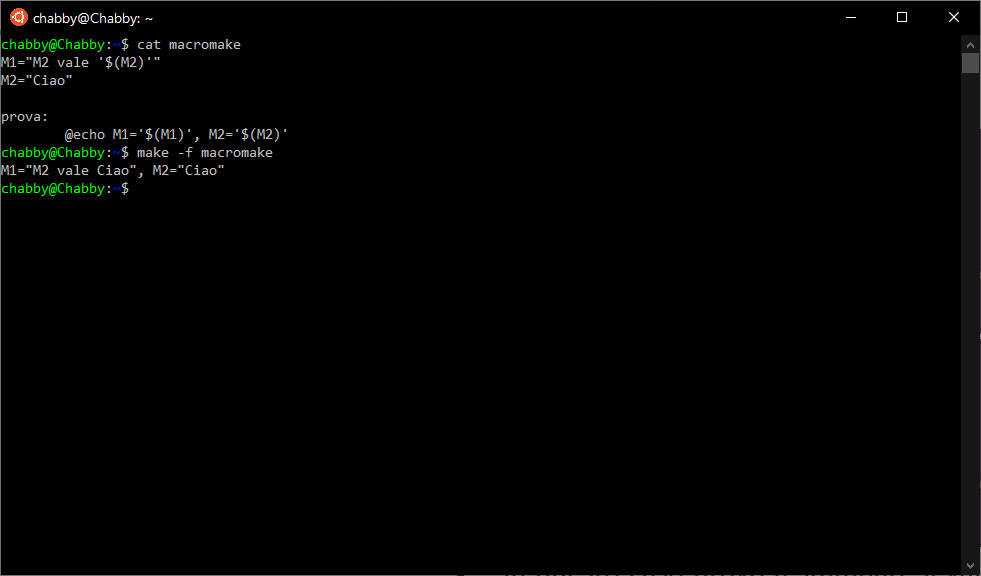 chabby@Chabby: ~
chabby@Chabby:~$ cat macromake
M1="M2 vale '$(M2)'"
M2="Ciao"
prova:
        @echo M1='$(M1)', M2='$(M2)'
chabby@Chabby:~$ make -f macromake
M1="M2 vale Ciao", M2="Ciao"
chabby@Chabby:~$